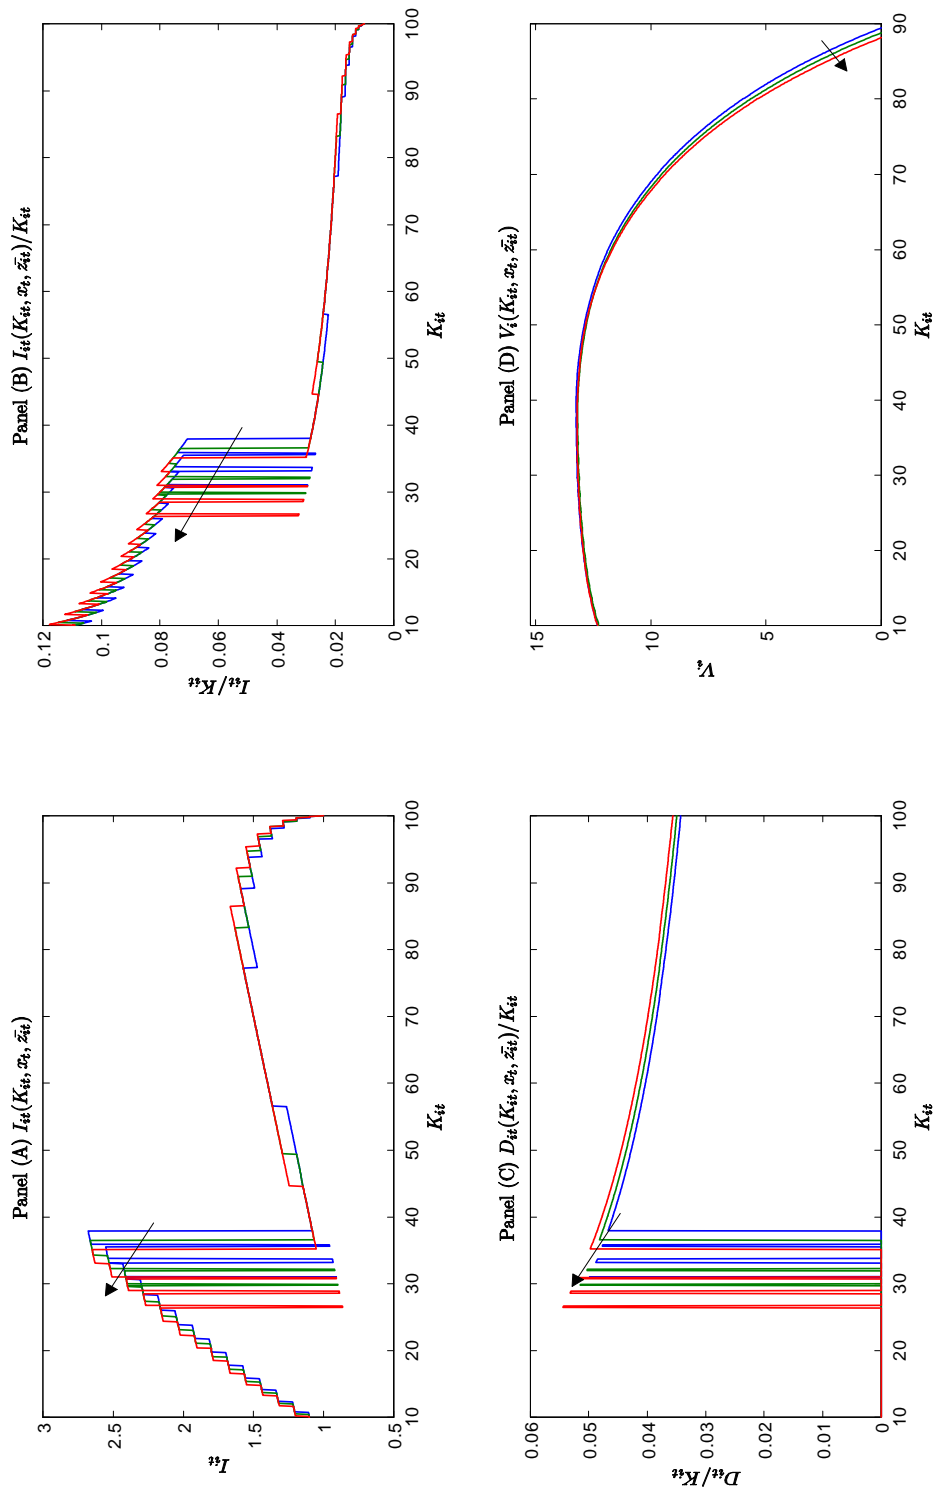 Panel (A) I_it(K_it, x_t, z̄_it)
3
2.5
2
1.5
1
0.5
I_it
10 20 30 40 50 60 70 80 90 100
K_it
Panel (B) I_it(K_it, x_t, z̄_it)/K_it
0.12
0.1
0.08
0.06
0.04
0.02
0
I_it/K_it
10 20 30 40 50 60 70 80 90 100
K_it
Panel (C) D_it(K_it, x_t, z̄_it)/K_it
0.06
0.05
0.04
0.03
0.02
0.01
0
D_it/K_it
10 20 30 40 50 60 70 80 90 100
K_it
Panel (D) V_i(K_it, x_t, z̄_it)
15
10
5
0
V_i
10 20 30 40 50 60 70 80 90
K_it